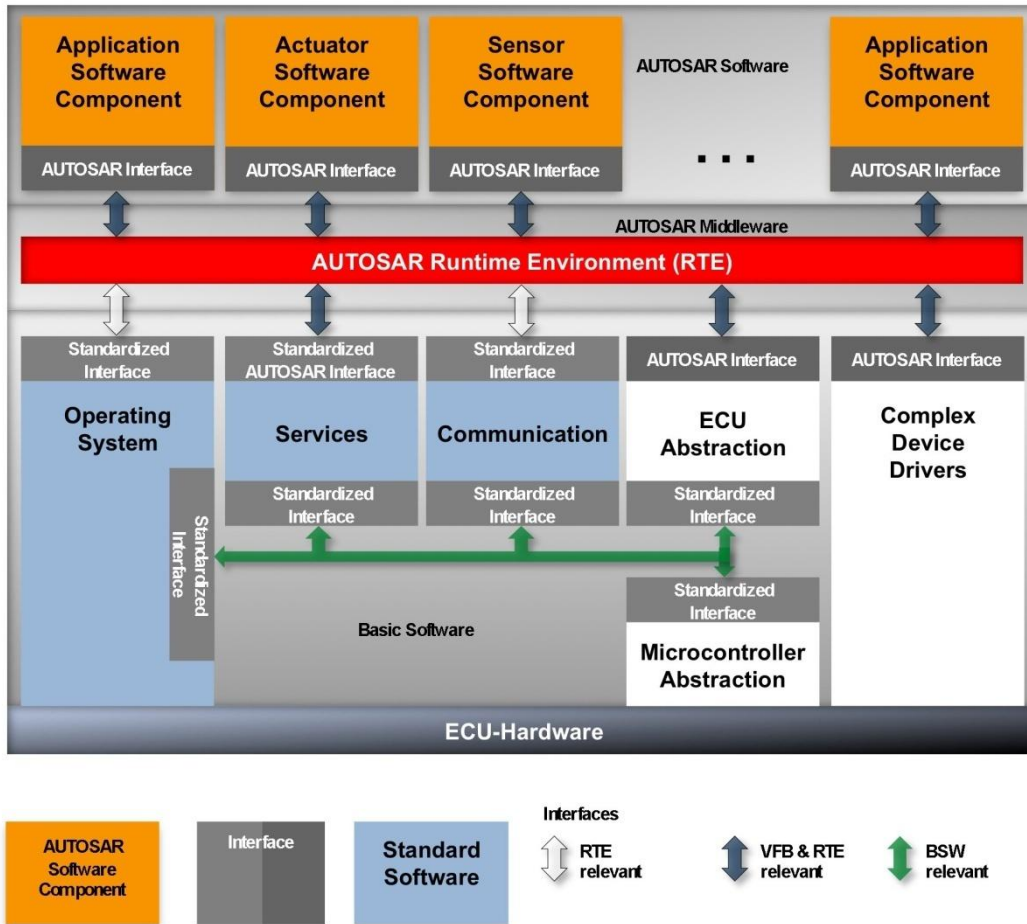 Application
Software
Component
AUTOSAR Interface
Actuator
Software
Component
AUTOSAR Interface
Sensor
Software
Component
AUTOSAR Interface
AUTOSAR Software
. . .
Application
Software
Component
AUTOSAR Interface
AUTOSAR Middleware
AUTOSAR Runtime Environment (RTE)
Standardized
Interface
Operating
System
Standardized
Interface
Standardized
AUTOSAR Interface
Services
Standardized
Interface
Standardized
Interface
Communication
Standardized
Interface
AUTOSAR Interface
ECU
Abstraction
Standardized
Interface
AUTOSAR Interface
Complex
Device
Drivers
Basic Software
Standardized
Interface
Microcontroller
Abstraction
ECU-Hardware
AUTOSAR
Software
Component
Interface
Standard
Software
Interfaces
RTE
relevant
VFB & RTE
relevant
BSW
relevant